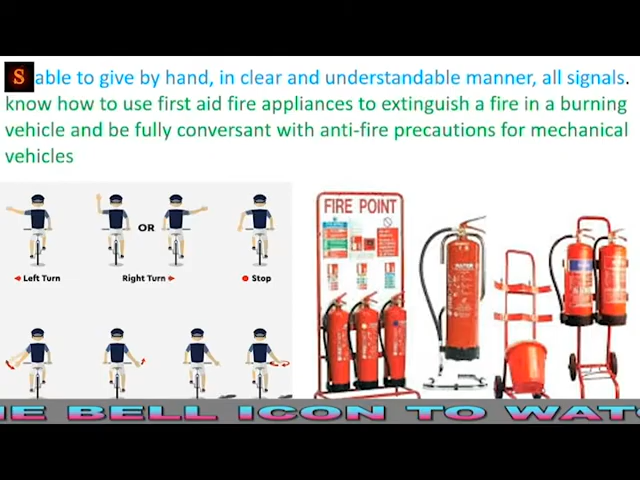 S able to give by hand, in clear and understandable manner, all signals.
know how to use first aid fire appliances to extinguish a fire in a burning
vehicle and be fully conversant with anti-fire precautions for mechanical
vehicles
FIRE POINT
OR
Left Turn
Right Turn
Stop
BELL ICON TO